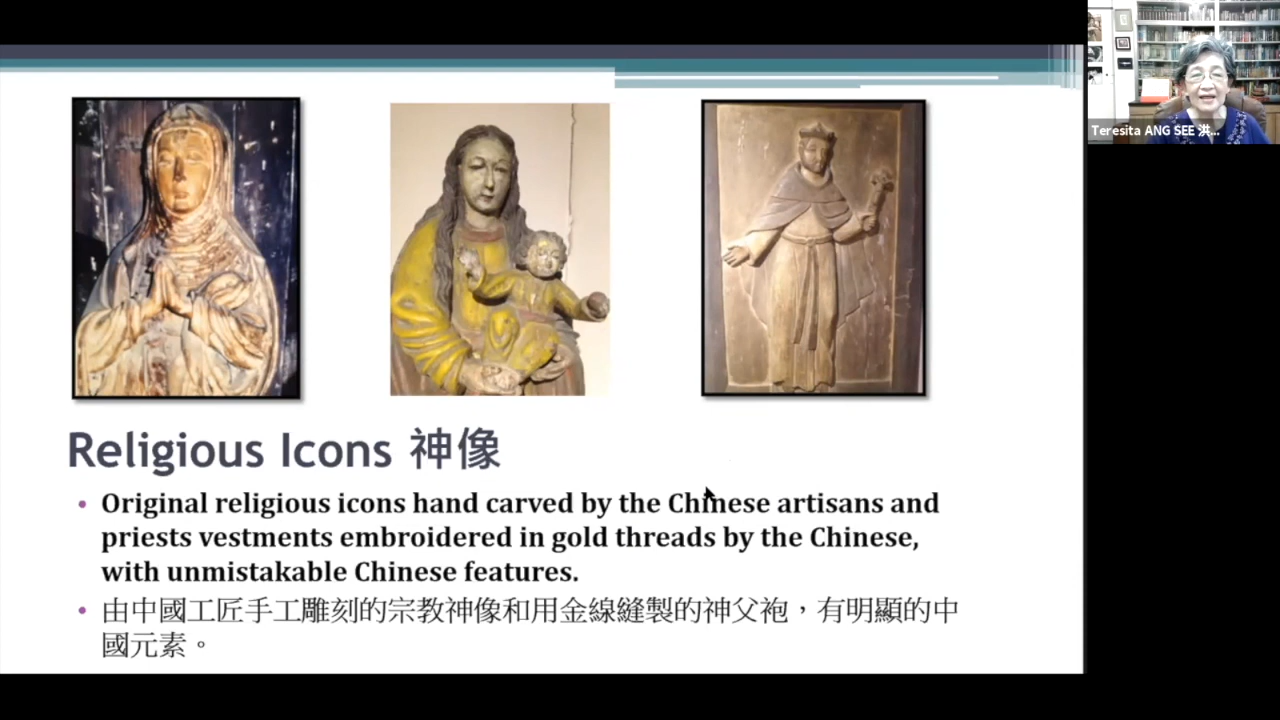 Teresita ANG SEE 洪...
Religious Icons 神像
• Original religious icons hand carved by the Chinese artisans and
priests vestments embroidered in gold threads by the Chinese,
with unmistakable Chinese features.
• 由中國工匠手工雕刻的宗教神像和用金線縫製的神父袍，有明顯的中
國元素。